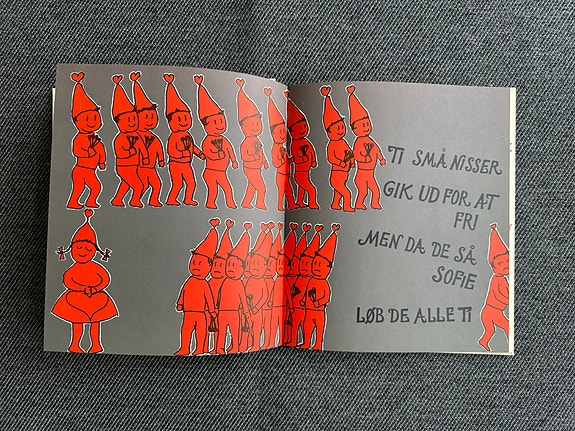 TI SMÅ NISSER
GIK UD FOR AT
FRI
MEN DA DE SÅ
SOFIE
LØB DE ALLE TI